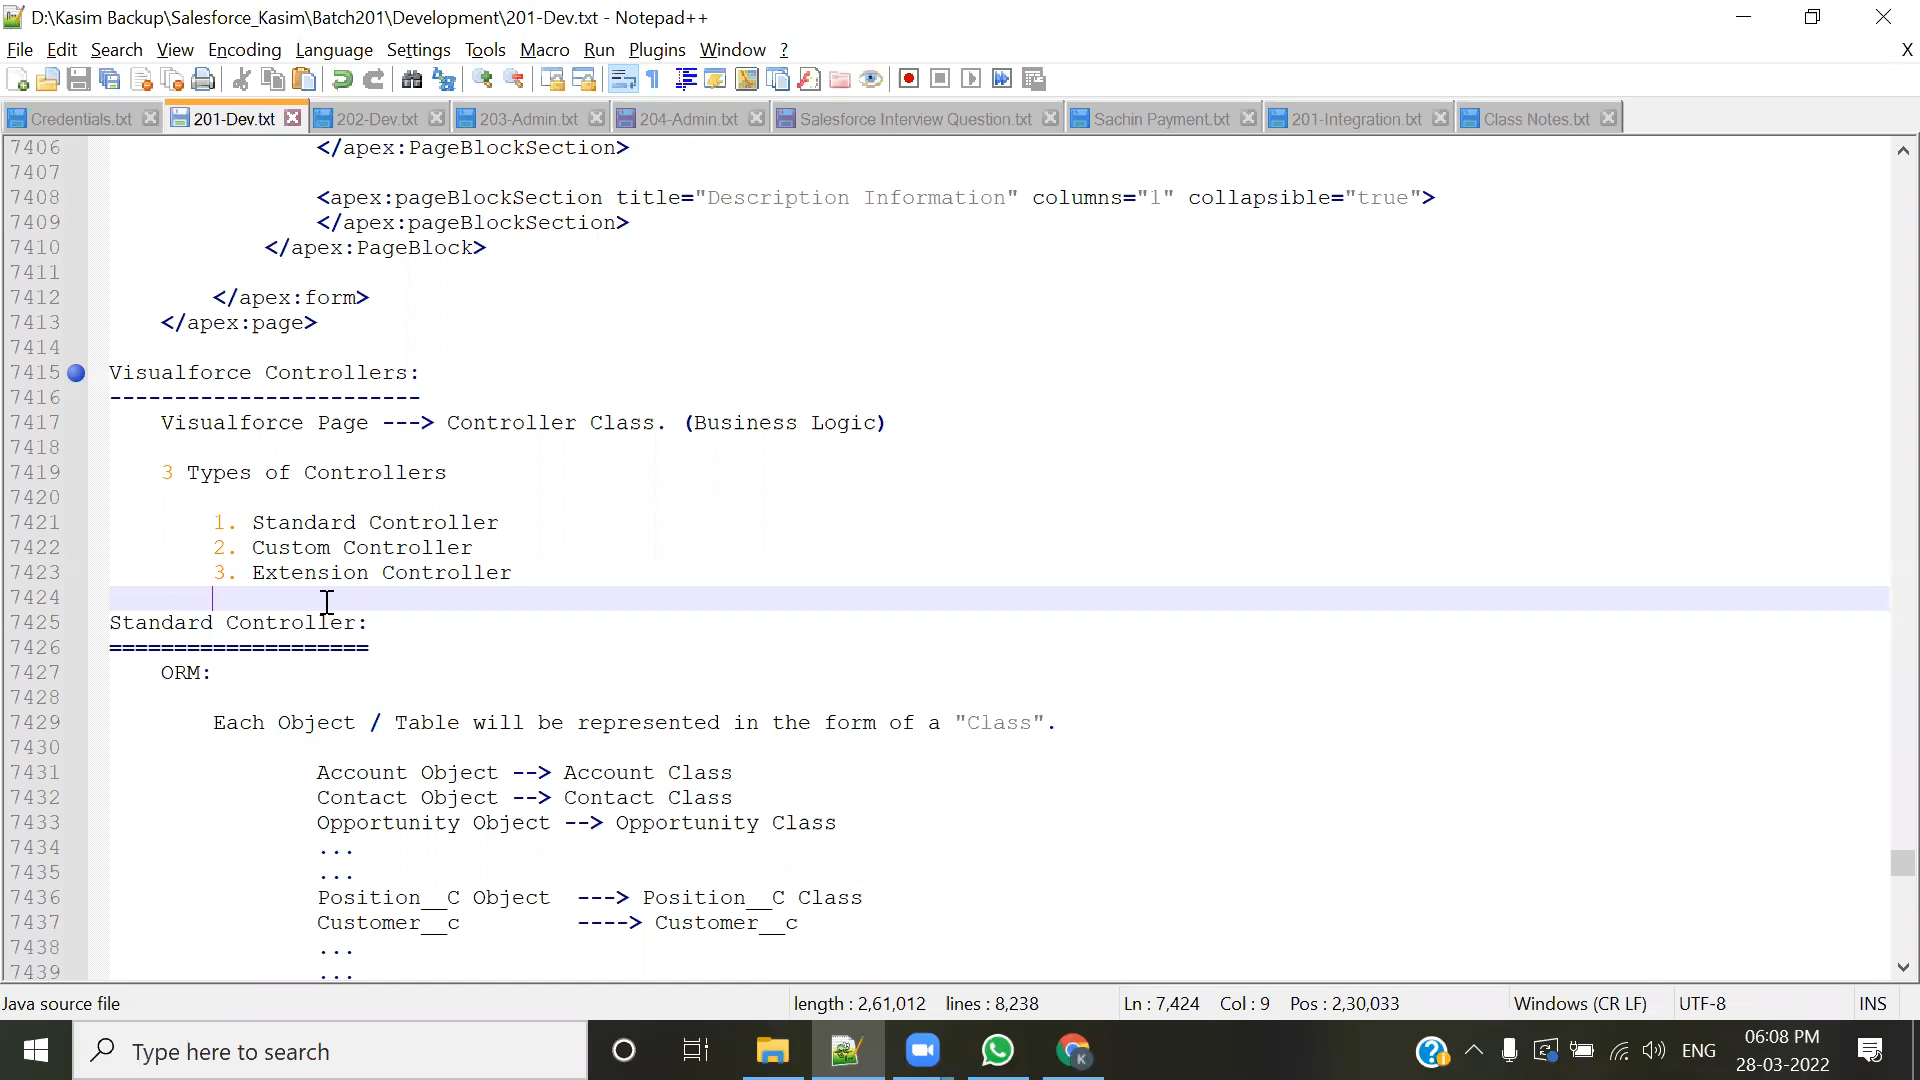 D:\Kasim Backup\Salesforce_Kasim\Batch201\Development\201-Dev.txt - Notepad++
File Edit Search View Encoding Language Settings Tools Macro Run Plugins Window ? X
Credentials.txt 201-Dev.txt 202-Dev.txt 203-Admin.txt 204-Admin.txt Salesforce Interview Question.txt Sachin Payment.txt 201-Integration.txt Class Notes.txt
7406 </apex:PageBlockSection>
7407
7408 <apex:pageBlockSection title="Description Information" columns="1" collapsible="true">
7409 </apex:pageBlockSection>
7410 </apex:PageBlock>
7411
7412 </apex:form>
7413 </apex:page>
7414
7415 Visualforce Controllers:
7416 ------------------------
7417 Visualforce Page ---> Controller Class. (Business Logic)
7418
7419 3 Types of Controllers
7420
7421 1. Standard Controller
7422 2. Custom Controller
7423 3. Extension Controller
7424
7425 Standard Controller:
7426 ====================
7427 ORM:
7428
7429 Each Object / Table will be represented in the form of a "Class".
7430
7431 Account Object --> Account Class
7432 Contact Object --> Contact Class
7433 Opportunity Object --> Opportunity Class
7434 ...
7435 ...
7436 Position__C Object ---> Position__C Class
7437 Customer__c ----> Customer__c
7438 ...
7439 ...
Java source file length : 2,61,012 lines : 8,238 Ln : 7,424 Col : 9 Pos : 2,30,033 Windows (CR LF) UTF-8 INS
Type here to search ENG 06:08 PM
28-03-2022